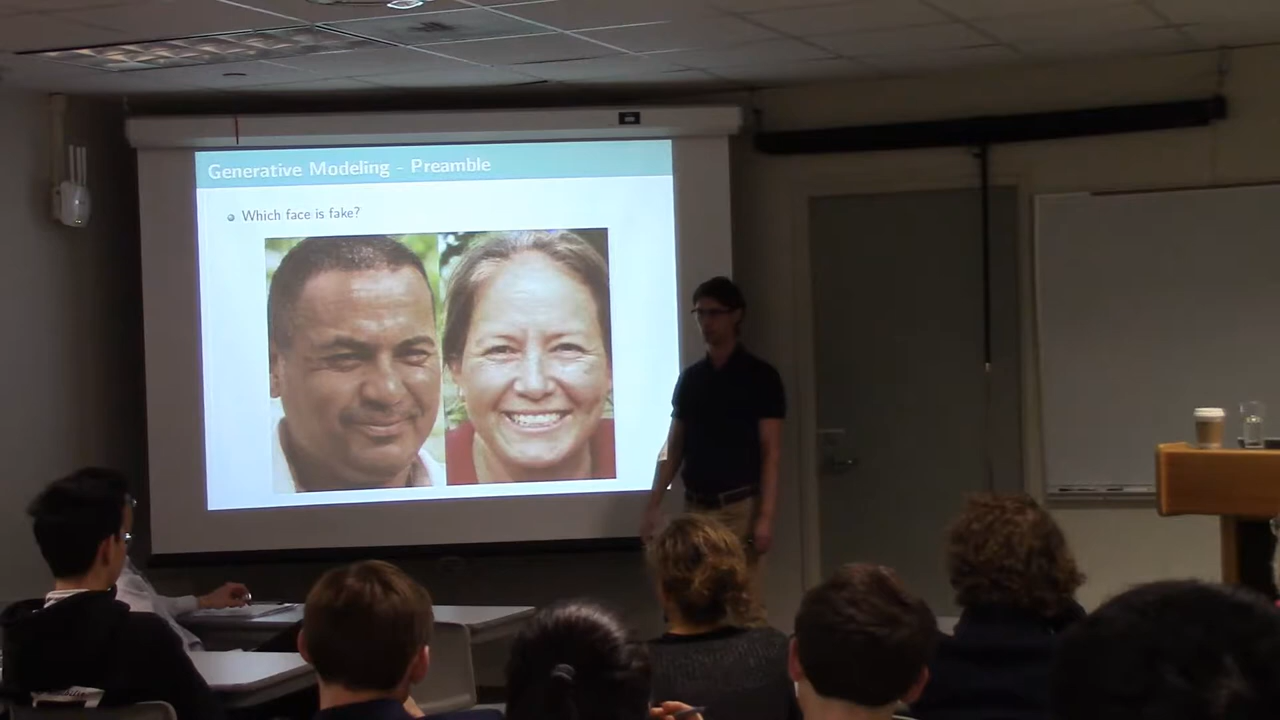 Generative Modeling - Preamble
Which face is fake?